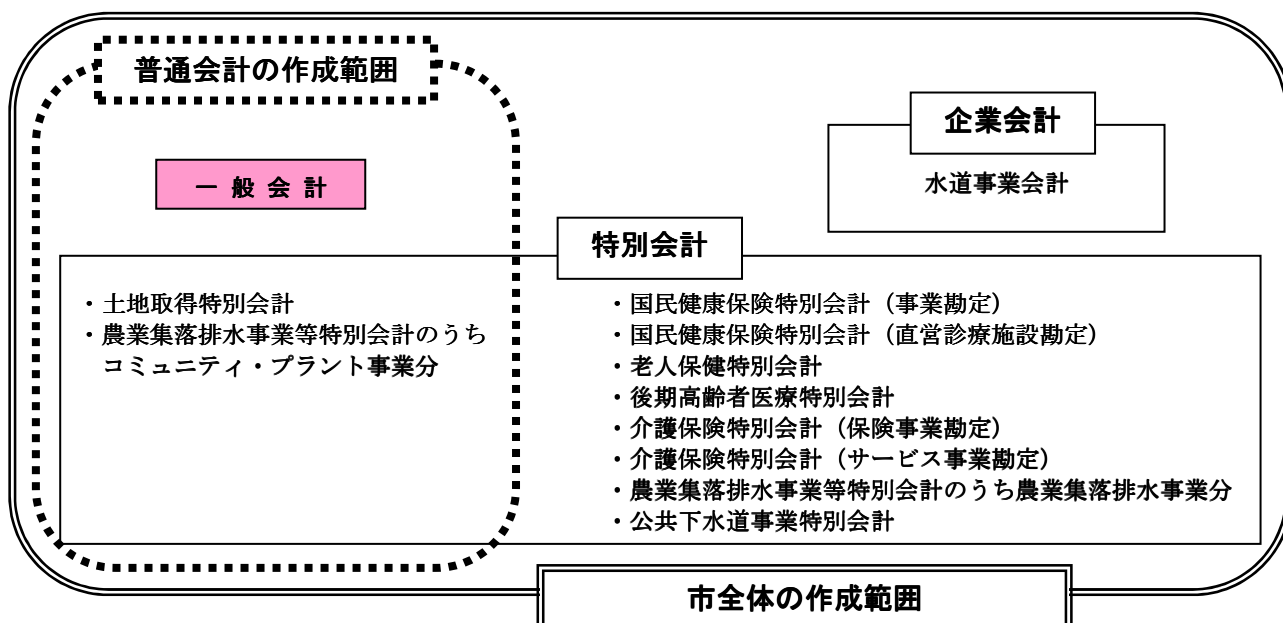 普通会計の作成範囲
企業会計
水道事業会計
一 般 会 計
特別会計
・土地取得特別会計
・農業集落排水事業等特別会計のうち
コミュニティ・プラント事業分
・国民健康保険特別会計（事業勘定）
・国民健康保険特別会計（直営診療施設勘定）
・老人保健特別会計
・後期高齢者医療特別会計
・介護保険特別会計（保険事業勘定）
・介護保険特別会計（サービス事業勘定）
・農業集落排水事業等特別会計のうち農業集落排水事業分
・公共下水道事業特別会計
市全体の作成範囲